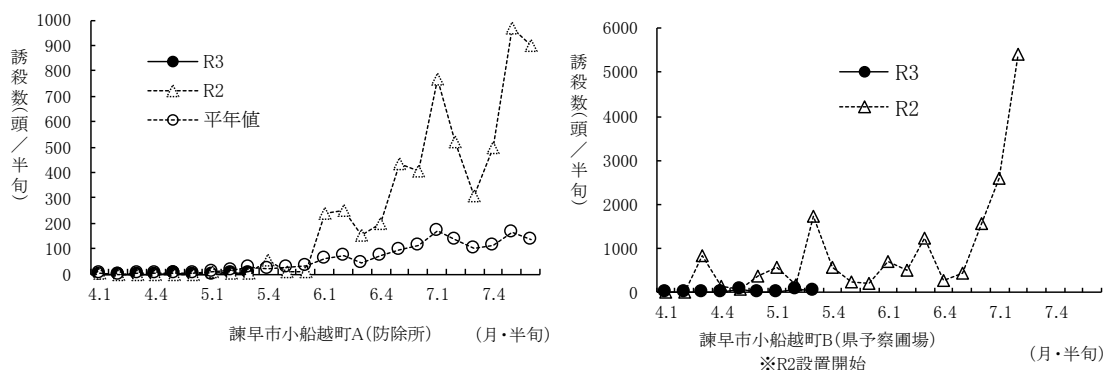 誘殺数(頭/半旬)
1000
900
800
700
600
500
400
300
200
100
0
R3
R2
平年値
4.1 4.4 5.1 5.4 6.1 6.4 7.1 7.4
諫早市小船越町A(防除所) (月・半旬)
誘殺数(頭/半旬)
6000
5000
4000
3000
2000
1000
0
R3
R2
4.1 4.4 5.1 5.4 6.1 6.4 7.1 7.4
諫早市小船越町B(県予察圃場)
※R2設置開始
(月・半旬)